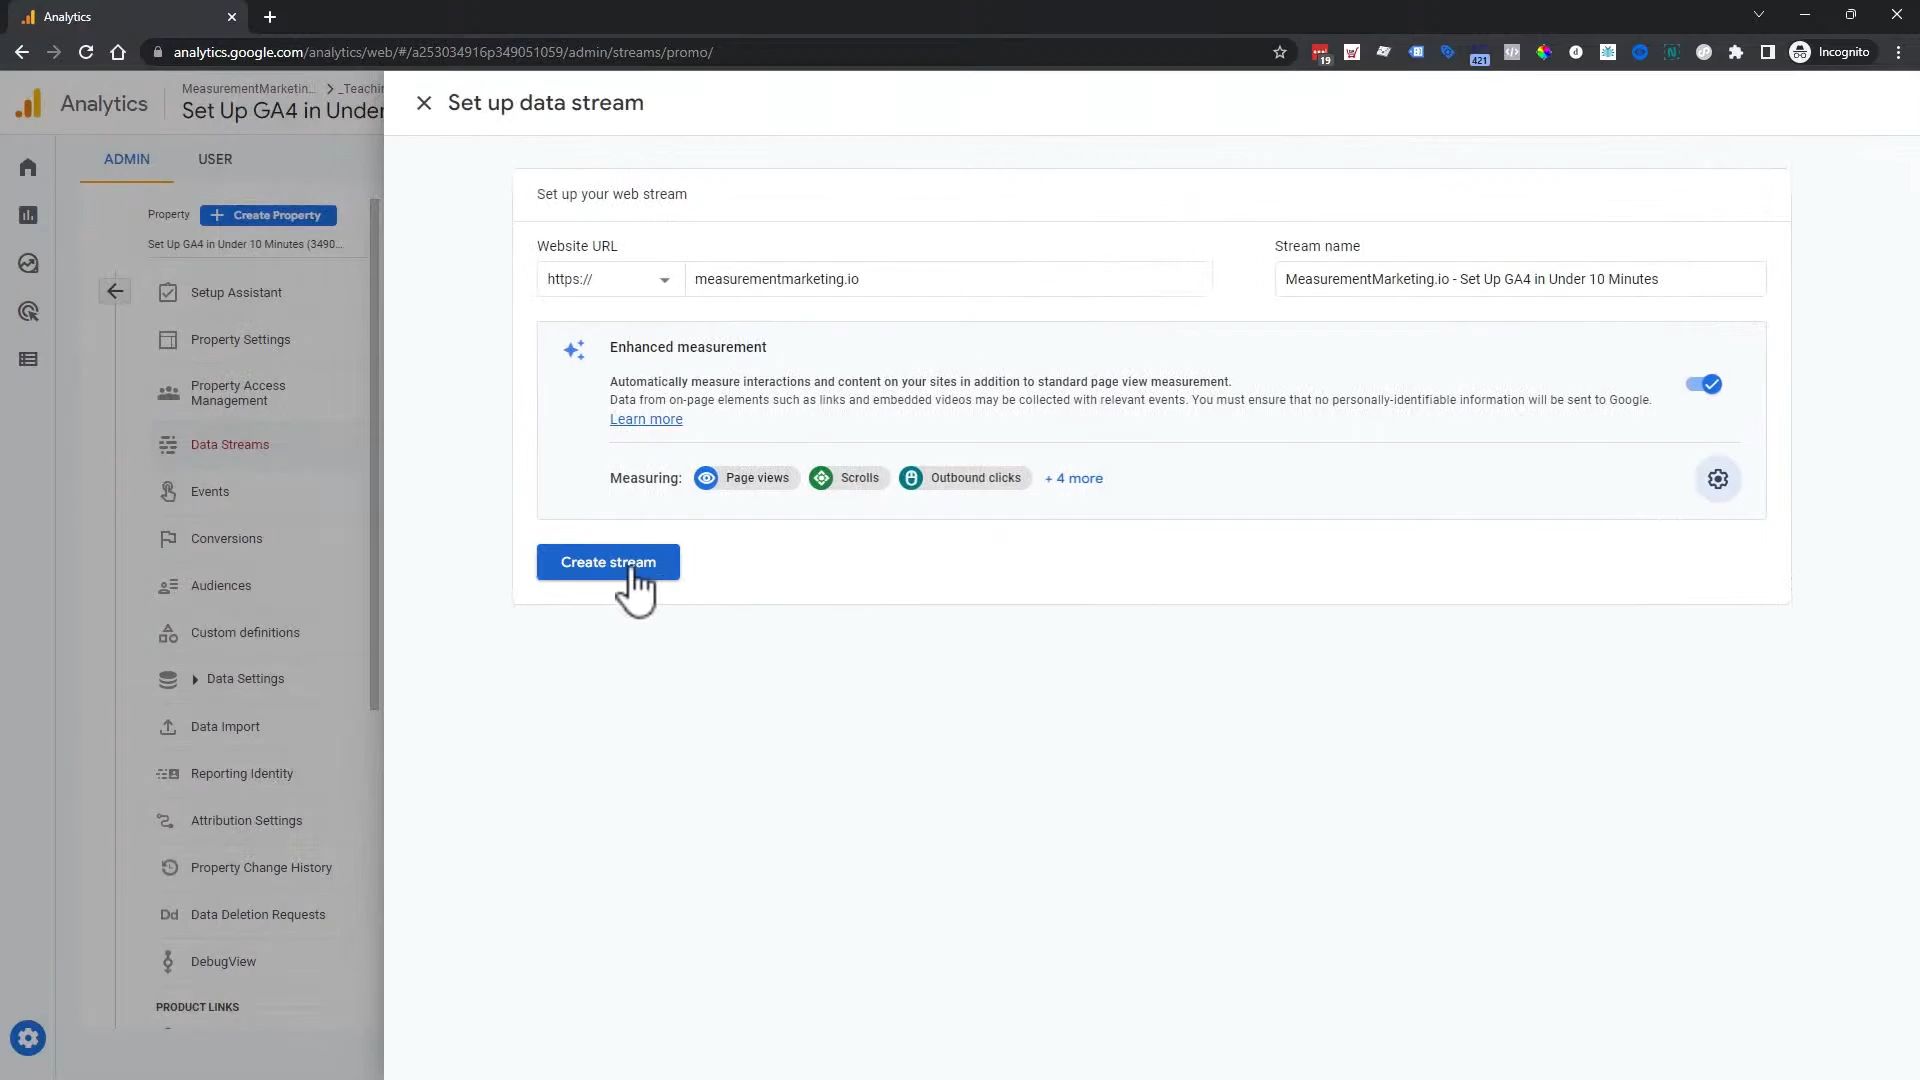 Analytics
analytics.google.com/analytics/web/#/a253034916p349051059/admin/streams/promo/
19
421
Incognito
Analytics
MeasurementMarketin... > _Teachin
Set Up GA4 in Under
Set up data stream
ADMIN
USER
Property
Create Property
Set Up GA4 in Under 10 Minutes (3490...
Setup Assistant
Property Settings
Property Access
Management
Data Streams
Events
Conversions
Audiences
Custom definitions
Data Settings
Data Import
Reporting Identity
Attribution Settings
Property Change History
Dd Data Deletion Requests
DebugView
PRODUCT LINKS
Set up your web stream
Website URL
Stream name
https://
measurementmarketing.io
MeasurementMarketing.io - Set Up GA4 in Under 10 Minutes
Enhanced measurement
Automatically measure interactions and content on your sites in addition to standard page view measurement.
Data from on-page elements such as links and embedded videos may be collected with relevant events. You must ensure that no personally-identifiable information will be sent to Google.
Learn more
Measuring: Page views Scrolls Outbound clicks + 4 more
Create stream